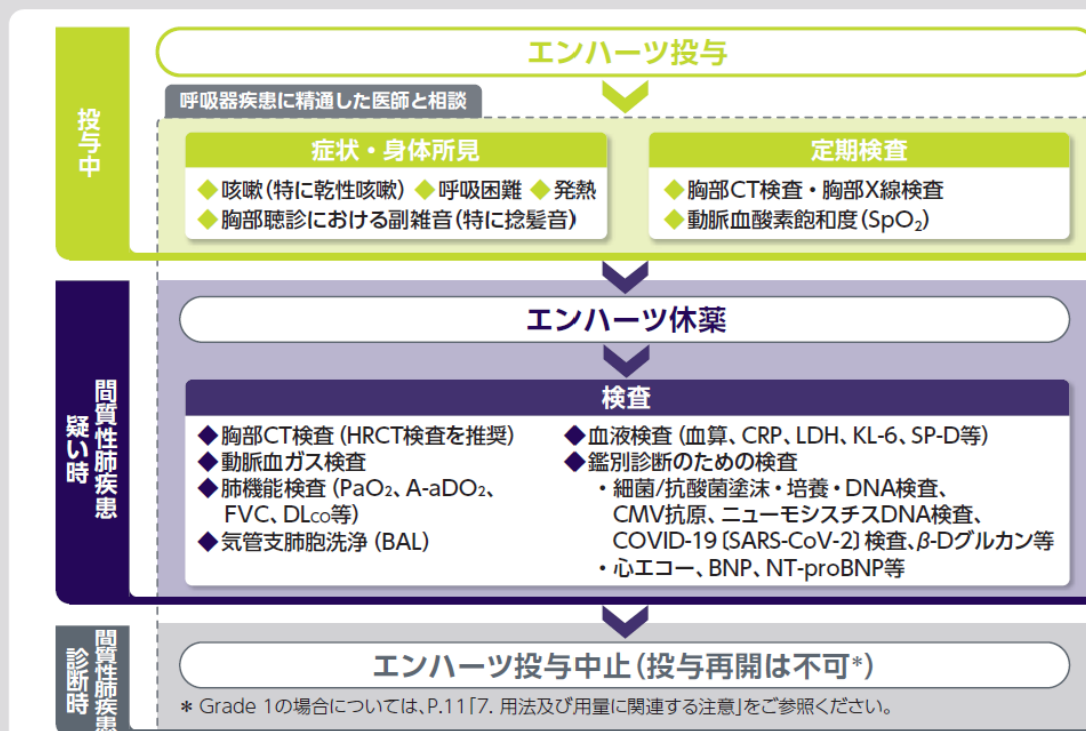 エンハーツ投与
呼吸器疾患に精通した医師と相談
投与中
症状・身体所見
◆咳嗽(特に乾性咳嗽) ◆呼吸困難 ◆発熱
◆胸部聴診における副雑音(特に捻髪音)
定期検査
◆胸部CT検査・胸部X線検査
◆動脈血酸素飽和度(SpO₂)
間質性肺疾患
疑い時
エンハーツ休薬
検査
◆胸部CT検査(HRCT検査を推奨)
◆動脈血ガス検査
◆肺機能検査(PaO₂、A-aDO₂、
FVC、DLco等)
◆気管支肺胞洗浄(BAL)
◆血液検査(血算、CRP、LDH、KL-6、SP-D等)
◆鑑別診断のための検査
・細菌/抗酸菌塗沫・培養・DNA検査、
CMV抗原、ニューモシスチスDNA検査、
COVID-19〔SARS-CoV-2〕検査、β-Dグルカン等
・心エコー、BNP、NT-proBNP等
間質性肺疾患
診断時
エンハーツ投与中止(投与再開は不可*)
* Grade 1の場合については、P.11「7. 用法及び用量に関連する注意」をご参照ください。